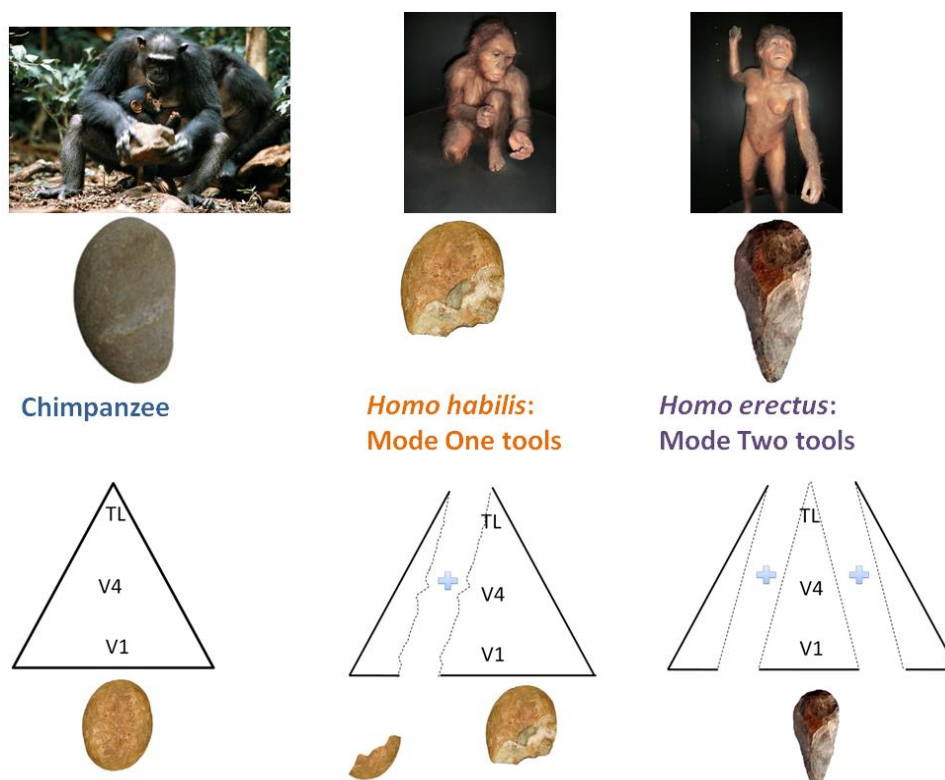 Chimpanzee
Homo habilis:
Mode One tools
Homo erectus:
Mode Two tools
TL
V4
V1
TL
V4
V1
TL
V4
V1